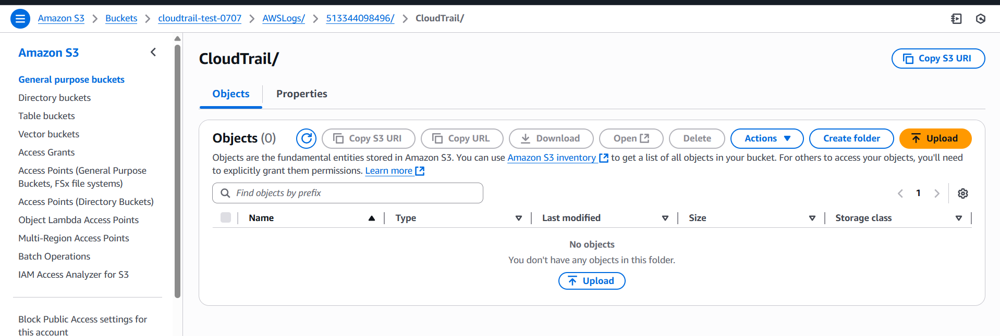 Amazon S3 > Buckets > cloudtrail-test-0707 > AWSLogs/ > 513344098496/ > CloudTrail/
Amazon S3
General purpose buckets
Directory buckets
Table buckets
Vector buckets
Access Grants
Access Points (General Purpose
Buckets, FSx file systems)
Access Points (Directory Buckets)
Object Lambda Access Points
Multi-Region Access Points
Batch Operations
IAM Access Analyzer for S3
Block Public Access settings for
this account
CloudTrail/
Copy S3 URI
Objects Properties
Objects (0) Copy S3 URI Copy URL Download Open Delete Actions Create folder Upload
Objects are the fundamental entities stored in Amazon S3. You can use Amazon S3 inventory to get a list of all objects in your bucket. For others to access your objects, you'll need
to explicitly grant them permissions. Learn more
Find objects by prefix
1
Name Type Last modified Size Storage class
No objects
You don't have any objects in this folder.
Upload